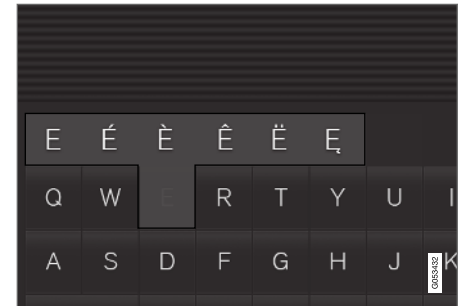 E É È Ê Ë Ę
Q W E R T Y U I
A S D F G H J K
G053432